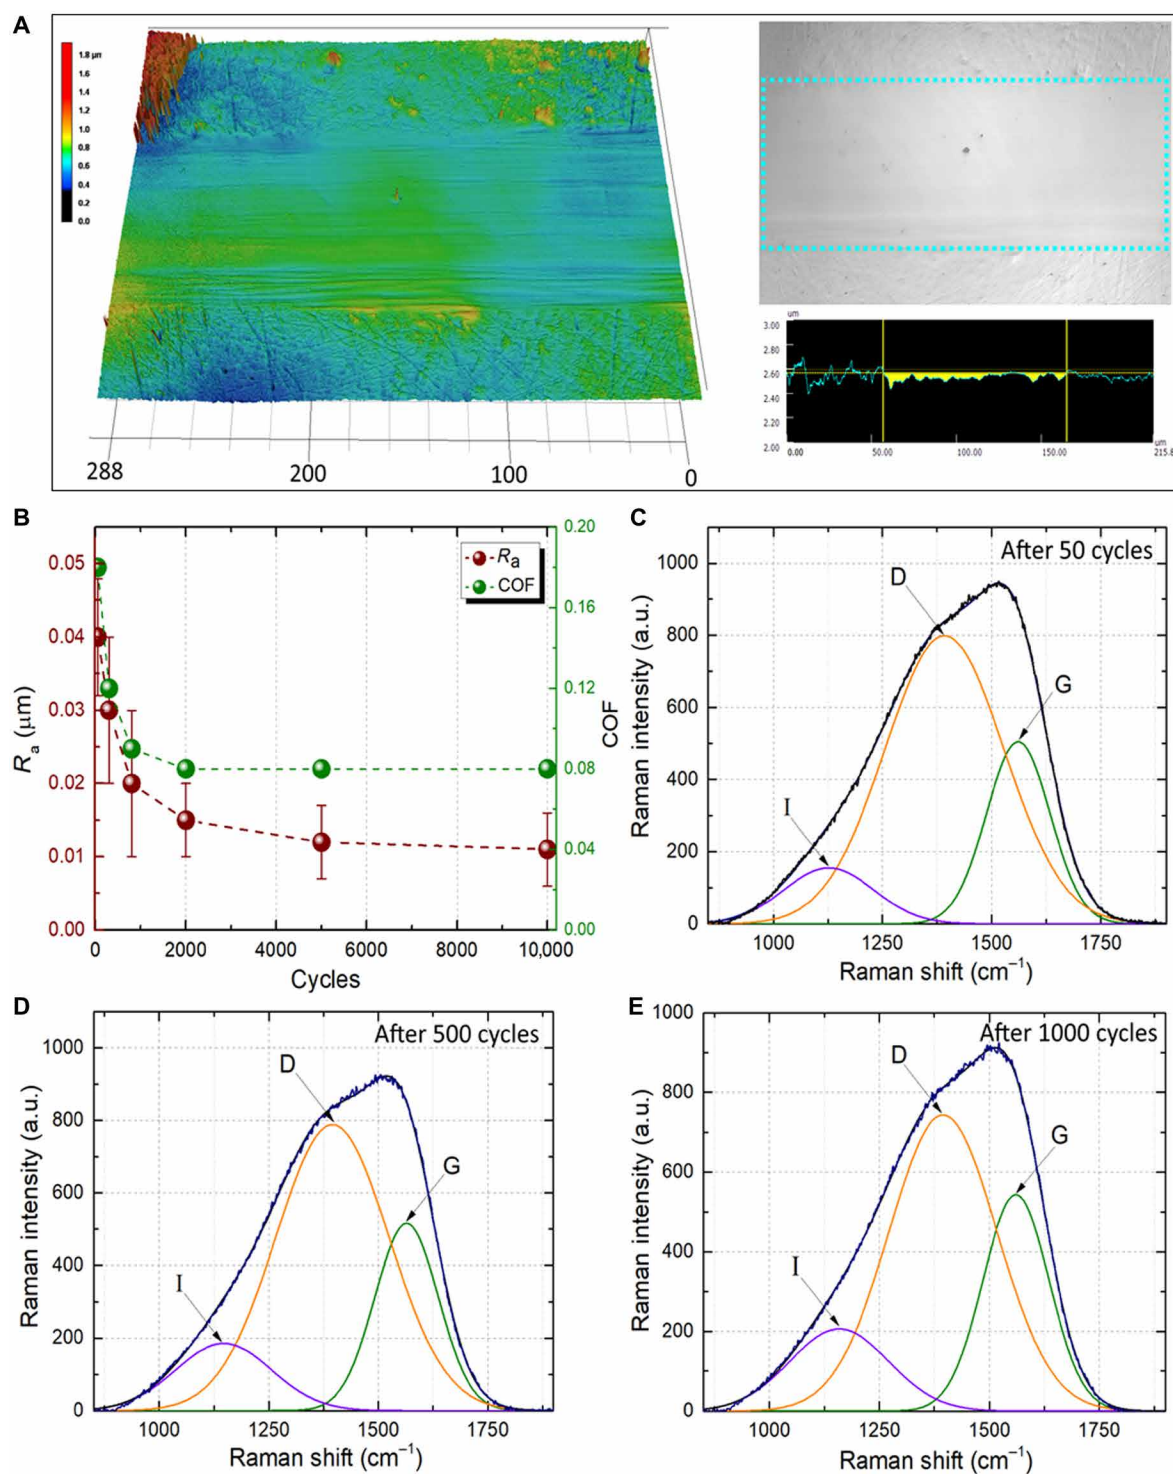 A
1.8 µm
1.6
1.4
1.2
1.0
0.8
0.6
0.4
0.2
0.0
288
200
100
0
um
3.00
2.60
2.60
2.40
2.00
0.00
50.00
100.00
150.00
215.8
um
B
0.05
0.04
0.03
0.02
0.01
0.00
Ra (µm)
0.20
0.16
0.12
0.08
0.04
0.00
COF
Ra
COF
0
2000
4000
6000
8000
10,000
Cycles
C
After 50 cycles
1000
800
600
400
200
0
Raman intensity (a.u.)
D
G
I
1000
1250
1500
1750
Raman shift (cm⁻¹)
D
After 500 cycles
1000
800
600
400
200
0
Raman intensity (a.u.)
D
G
I
1000
1250
1500
1750
Raman shift (cm⁻¹)
E
After 1000 cycles
1000
800
600
400
200
0
Raman intensity (a.u.)
D
G
I
1000
1250
1500
1750
Raman shift (cm⁻¹)